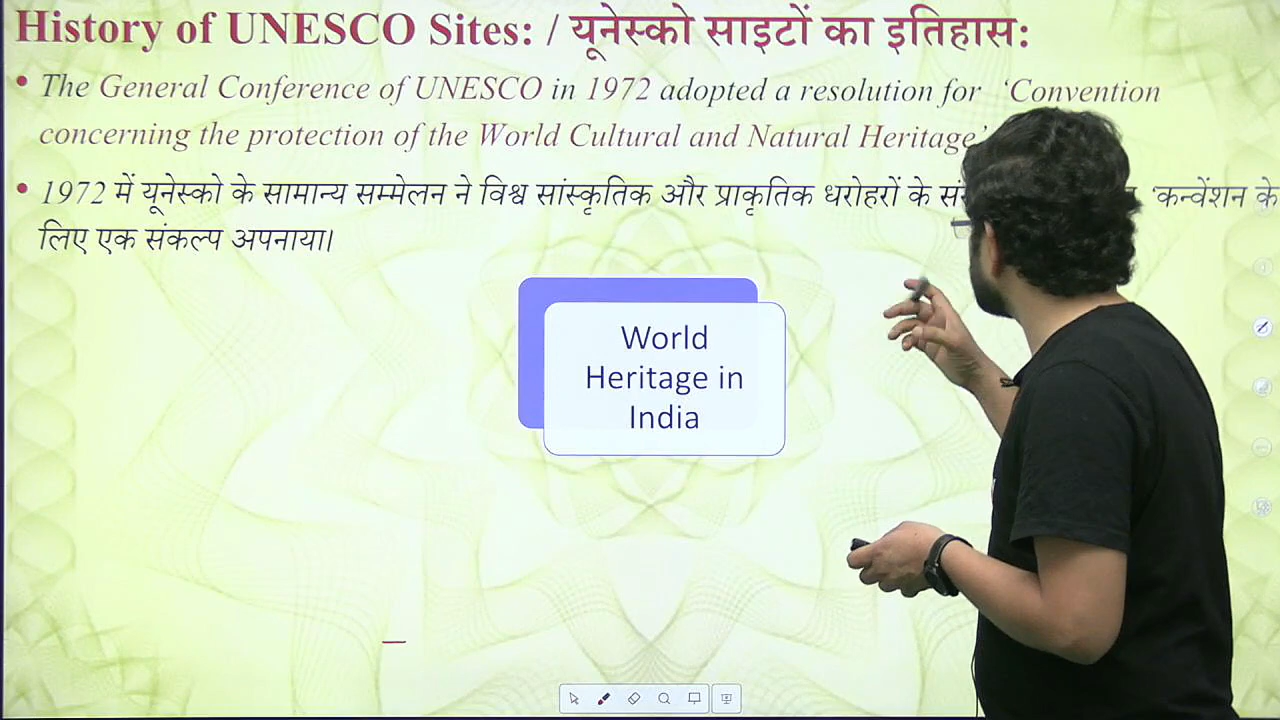 History of UNESCO Sites: / यूनेस्को साइटों का इतिहास:
• The General Conference of UNESCO in 1972 adopted a resolution for ‘Convention
concerning the protection of the World Cultural and Natural Heritage’
• 1972 में यूनेस्को के सामान्य सम्मेलन ने विश्व सांस्कृतिक और प्राकृतिक धरोहरों के ‘कन्वेंशन के
लिए एक संकल्प अपनाया।
World
Heritage in
India